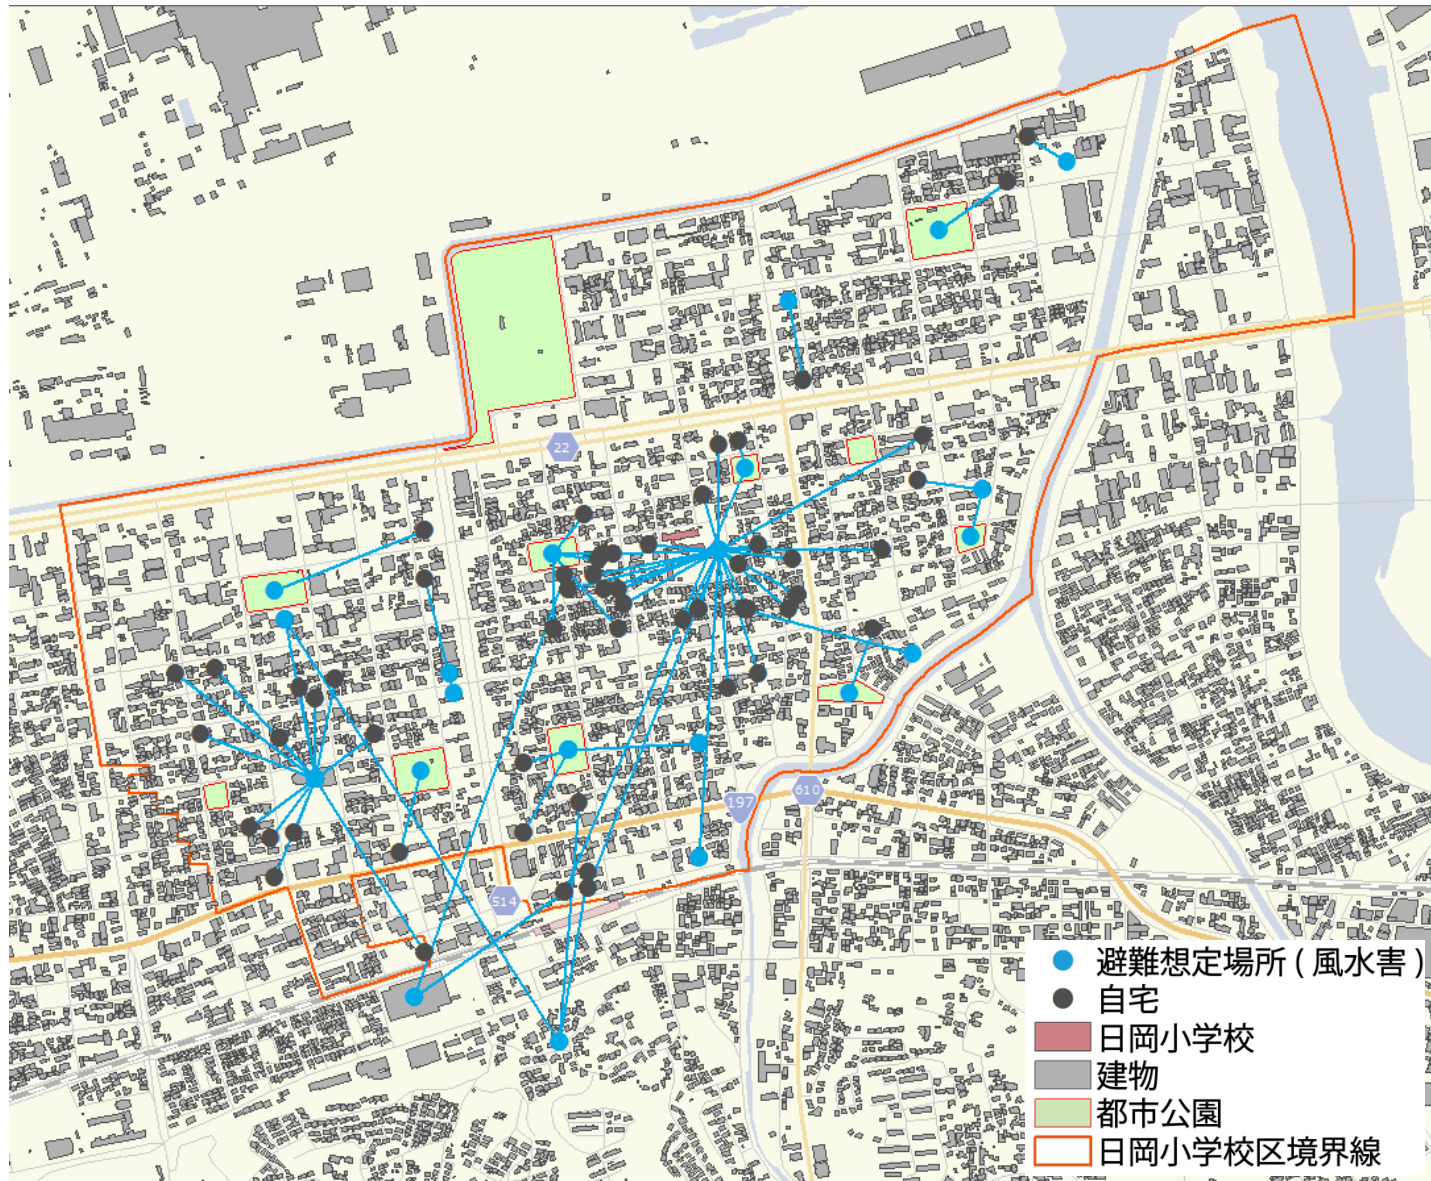 22
197
610
514
避難想定場所 ( 風水害 )
自宅
日岡小学校
建物
都市公園
日岡小学校区境界線